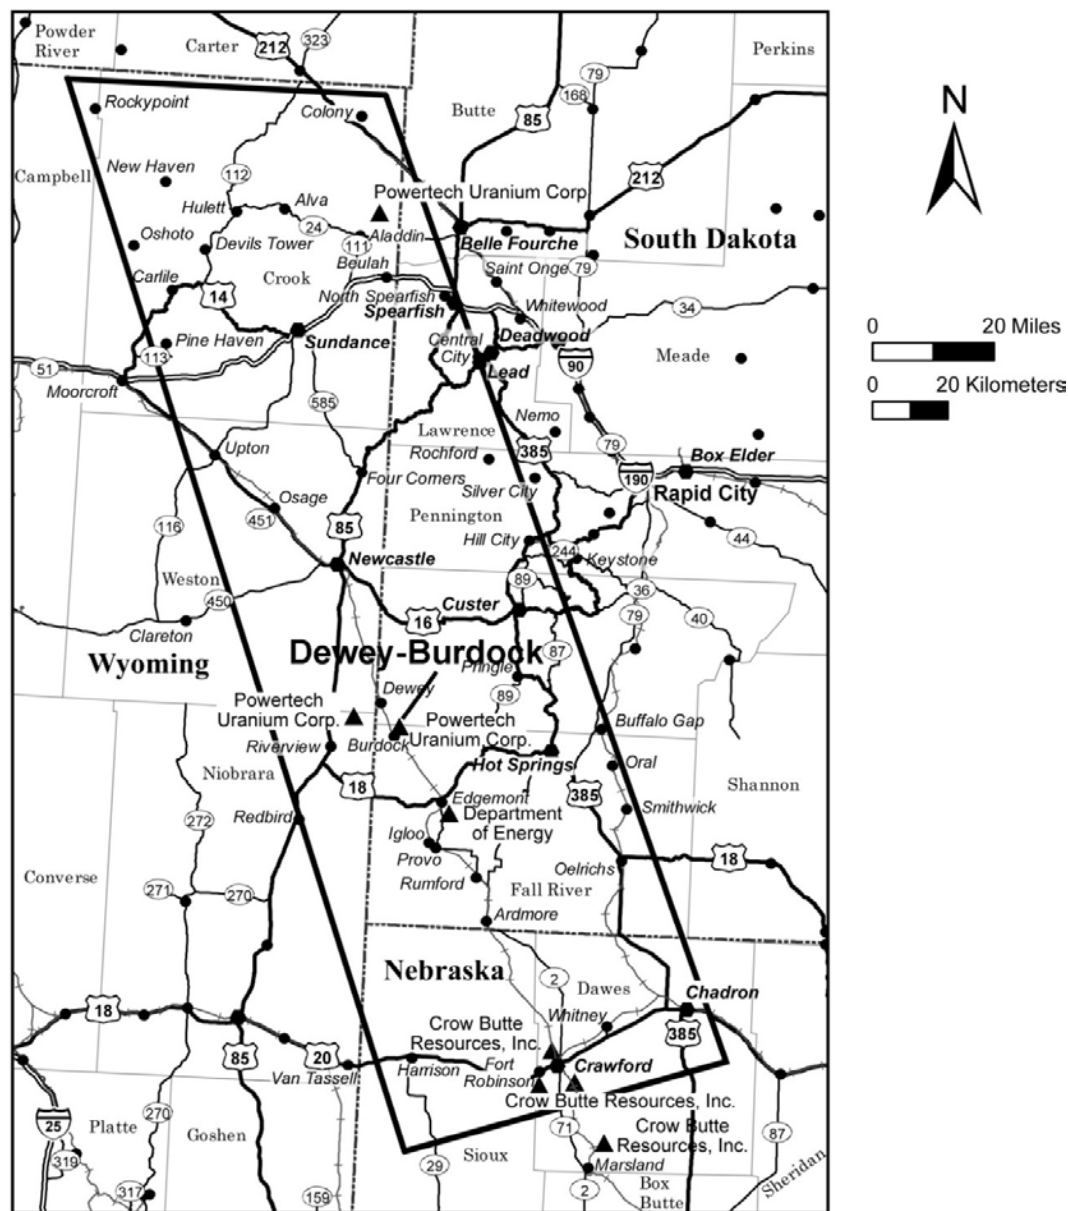 Powder
River
Carter
212
323
Perkins
79
Rockypoint
Colony
Butte
168
85
N
New Haven
112
212
Campbell
Powertech Uranium Corp
Hulett
Alva
24
Aladdin
Oshoto
Devils Tower
111
Belle Fourche
South Dakota
Crook
Beulah
Saint Onge
79
Carlile
14
North Spearfish
Spearfish
Whitewood
34
0 20 Miles
Pine Haven
Sundance
Central
City
Deadwood
113
90
Meade
51
Lead
0 20 Kilometers
Moorcroft
585
Nemo
Lawrence
385
79
Upton
Rochford
Box Elder
Four Corners
Silver City
190
Rapid City
Osage
451
Pennington
116
85
Hill City
244
44
Newcastle
Keystone
Weston
89
36
450
Custer
79
Clareton
16
40
Wyoming
Dewey-Burdock
87
Pringle
Dewey
89
Powertech
Uranium Corp.
Powertech
Uranium Corp.
Buffalo Gap
Riverview
Burdock
Hot Springs
Oral
Niobrara
18
385
Shannon
Edgemont
Smithwick
272
Redbird
Department
of Energy
Igloo
Provo
Oelrichs
18
Converse
Rumford
271
270
Fall River
Ardmore
Nebraska
2
Dawes
Chadron
18
Whitney
Crow Butte
Resources, Inc.
385
85
20
Fort
Robinson
Crawford
Van Tassell
Harrison
Crow Butte Resources, Inc.
25
270
Platte
Goshen
71
Crow Butte
Resources, Inc.
87
Sioux
319
29
Marsland
Sheridan
317
159
2
Box
Butte